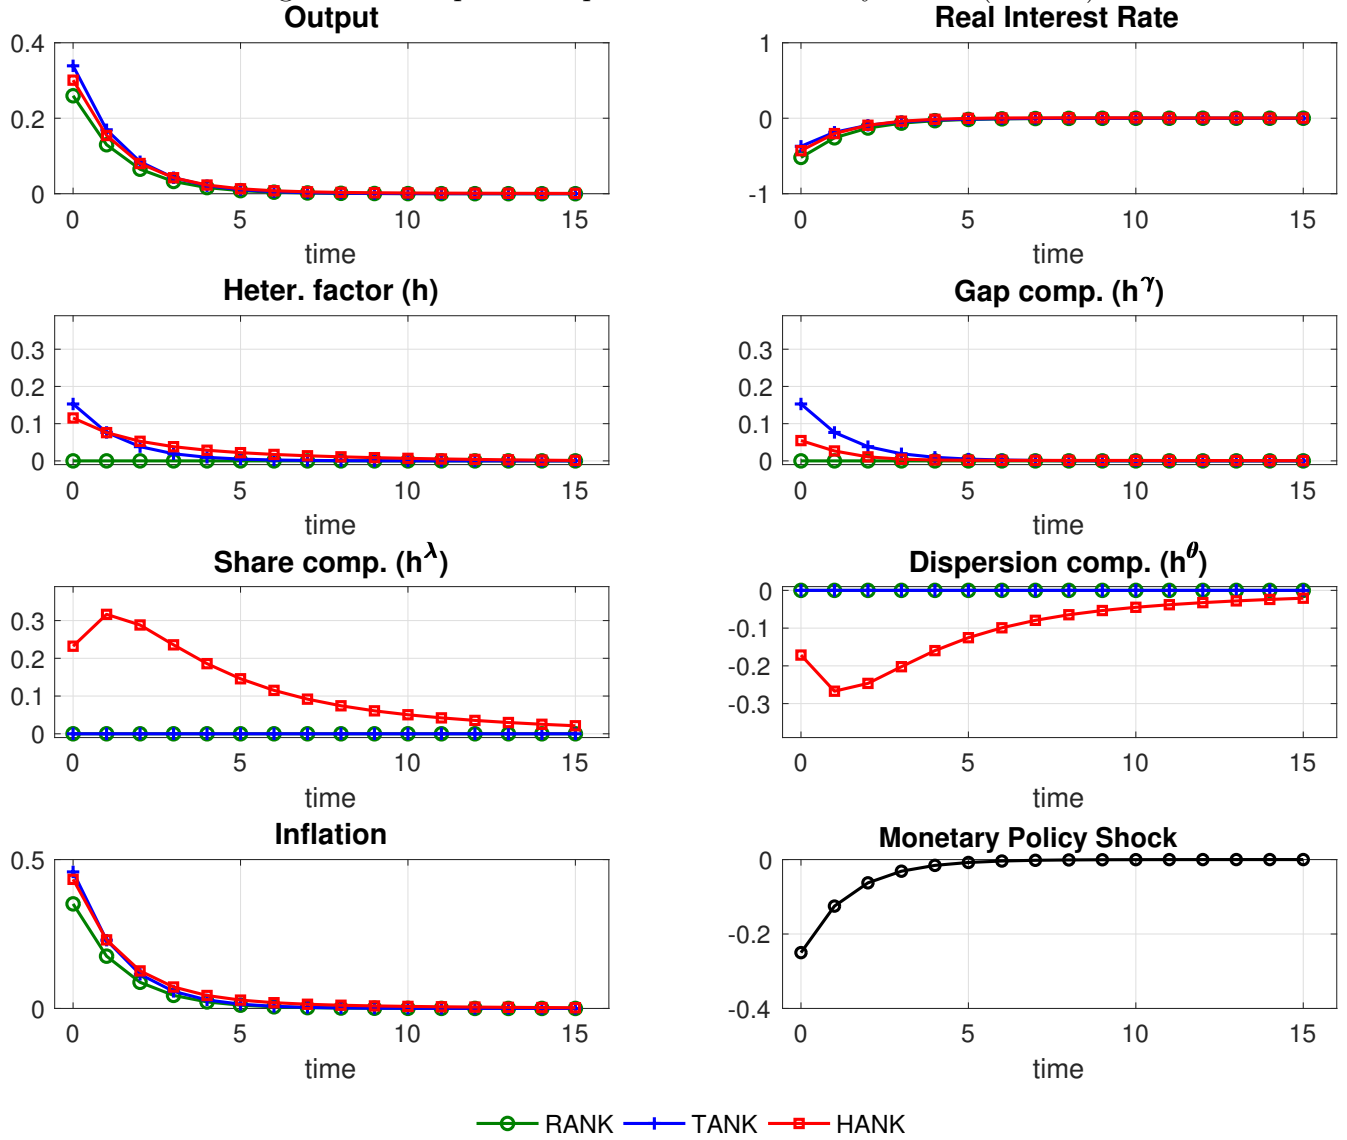 Output
0.4
0.2
0
0 5 10 15
time
Real Interest Rate
1
0
-1
0 5 10 15
time
Heter. factor (h)
0.3
0.2
0.1
0
0 5 10 15
time
Gap comp. (h^γ)
0.3
0.2
0.1
0
0 5 10 15
time
Share comp. (h^λ)
0.3
0.2
0.1
0
0 5 10 15
time
Dispersion comp. (h^θ)
0
-0.1
-0.2
-0.3
0 5 10 15
time
Inflation
0.5
0
0 5 10 15
time
Monetary Policy Shock
0
-0.2
-0.4
0 5 10 15
time
RANK TANK HANK